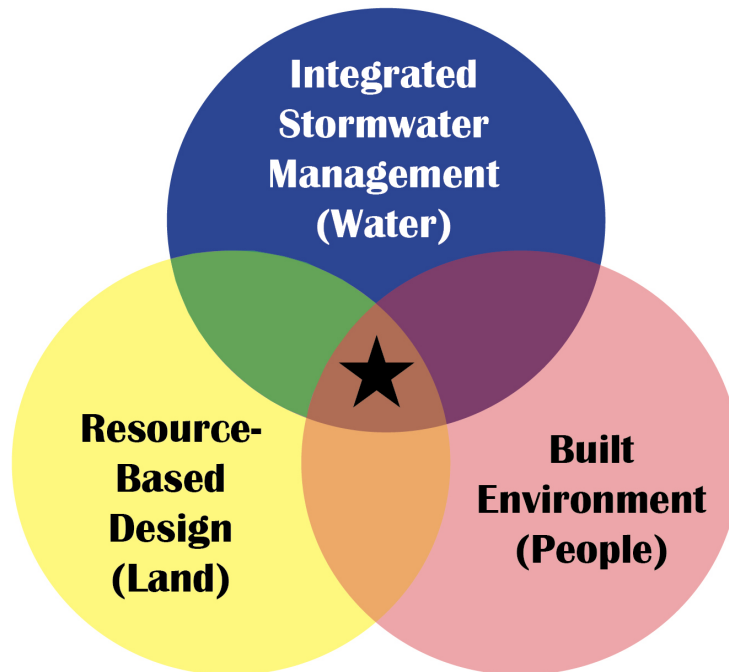 Integrated
Stormwater
Management
(Water)
Resource-
Based
Design
(Land)
Built
Environment
(People)